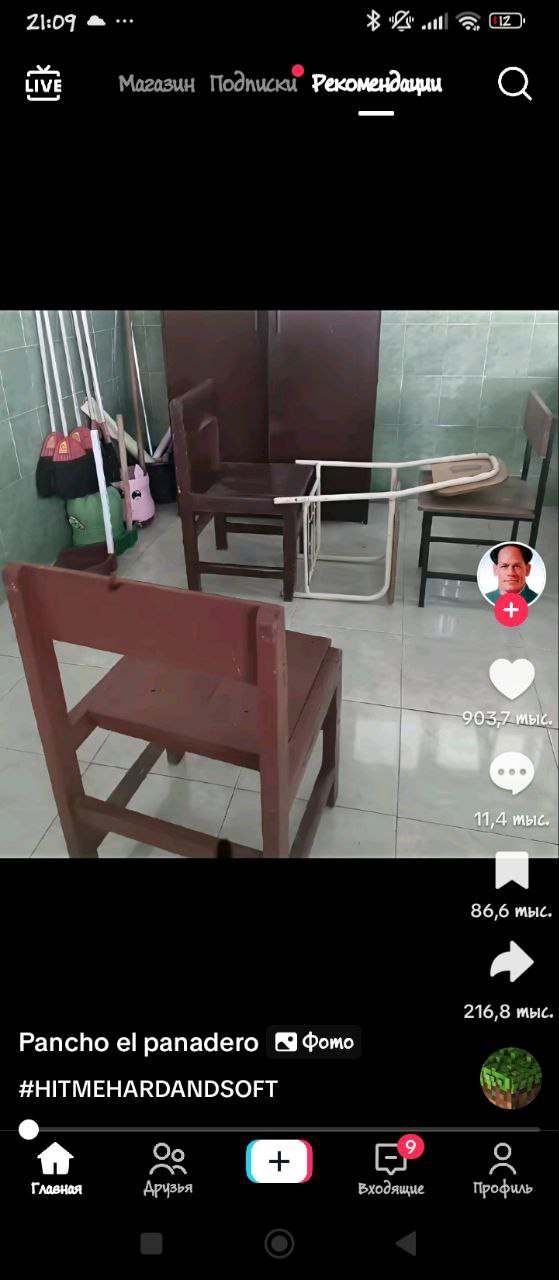 21:09
12
LIVE
Магазин Подписки Рекомендации
903,7 тыс.
11,4 тыс.
86,6 тыс.
216,8 тыс.
Pancho el panadero Фото
#HITMEHARDANDSOFT
9
Главная Друзья Входящие Профиль